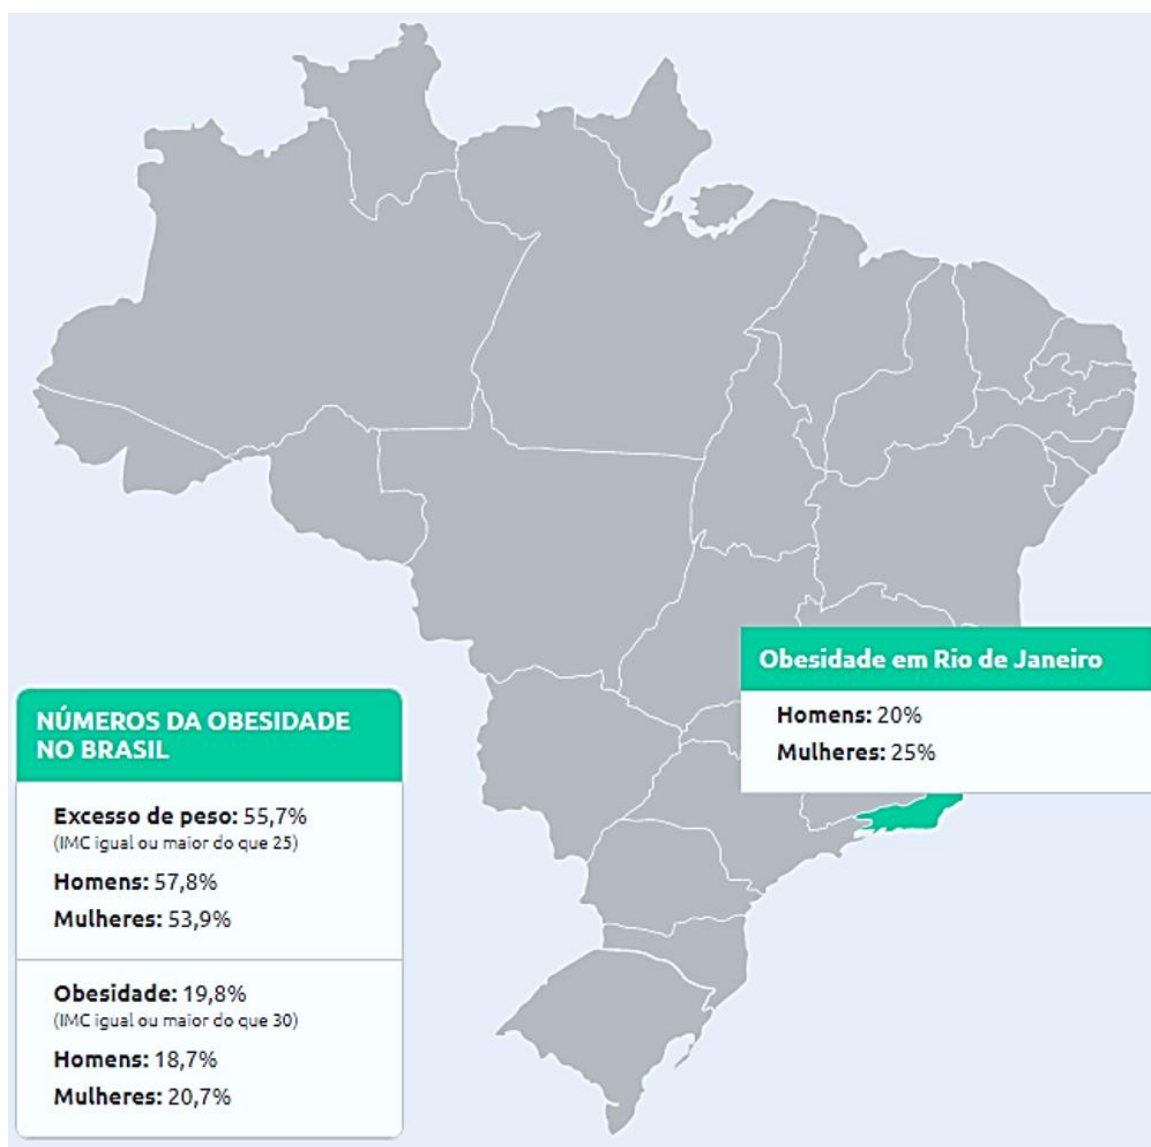 Obesidade em Rio de Janeiro
Homens: 20%
Mulheres: 25%
NÚMEROS DA OBESIDADE
NO BRASIL
Excesso de peso: 55,7%
(IMC igual ou maior do que 25)
Homens: 57,8%
Mulheres: 53,9%
Obesidade: 19,8%
(IMC igual ou maior do que 30)
Homens: 18,7%
Mulheres: 20,7%